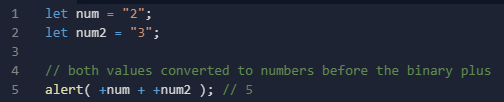 1 let num = "2";
2 let num2 = "3";
3
4 // both values converted to numbers before the binary plus
5 alert( +num + +num2 ); // 5